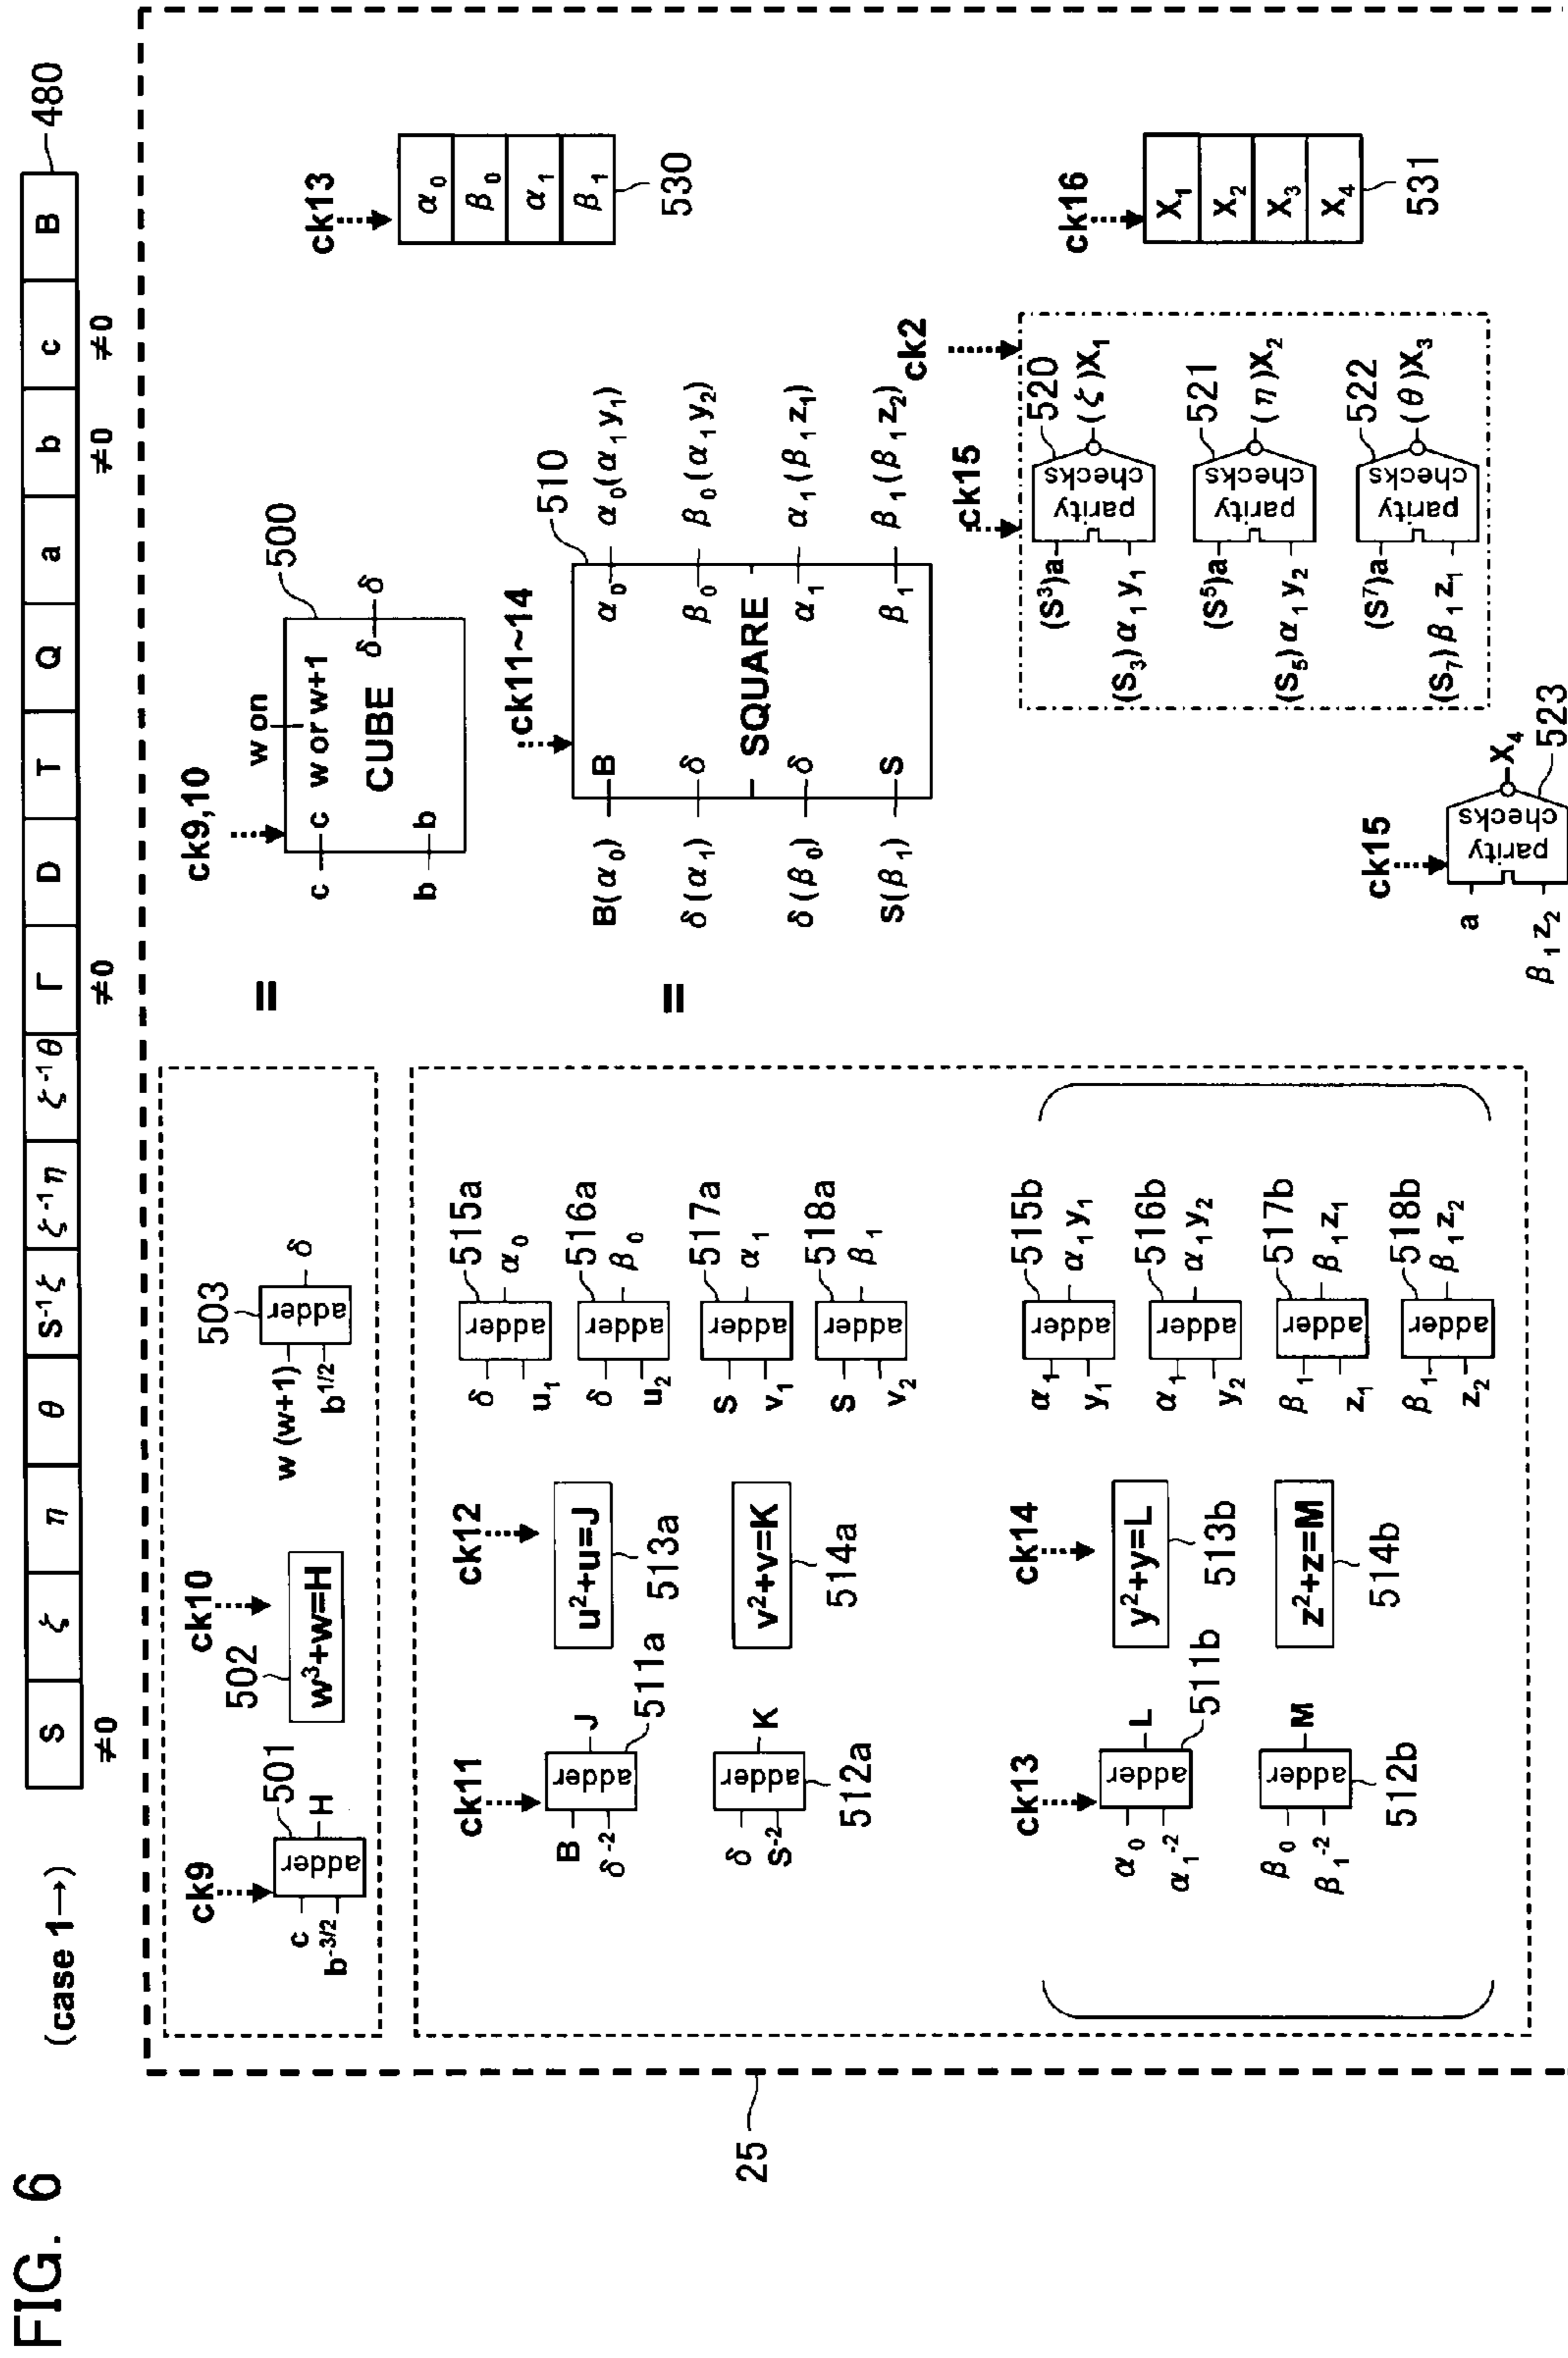 FIG. 6
(case 1→)
S ζ η θ S⁻¹ζ ζ⁻¹η ζ⁻¹θ Γ D T Q a b c B
480
≠0 ≠0 ≠0 ≠0
25
ck9
501
c
b⁻³/²
adder
H
ck10
502
w³+w=H
503
w (w+1)
b¹/²
adder
δ
=
ck9,10
w on
500
c c w or w+1
δ δ
CUBE
b b
ck13
α₀
β₀
α₁
β₁
530
ck11
B
δ⁻²
adder
J
511a
δ
S⁻²
adder
K
512a
ck12
u²+u=J
513a
v²+v=K
514a
515a
δ
u₁
adder
α₀
516a
δ
u₂
adder
β₀
517a
S
v₁
adder
α₁
518a
S
v₂
adder
β₁
=
ck11~14
510
B(α₀) B α₀ α₀(α₁y₁)
δ(α₁) δ β₀ β₀(α₁y₂)
SQUARE
δ(β₀) δ α₁ α₁(β₁z₁)
S(β₁) S β₁ β₁(β₁z₂)
ck13
α₀
α₁⁻²
adder
L
511b
β₀
β₁⁻²
adder
M
512b
ck14
y²+y=L
513b
z²+z=M
514b
515b
α₁
y₁
adder
α₁y₁
516b
α₁
y₂
adder
α₁y₂
517b
β₁
z₁
adder
β₁z₁
518b
β₁
z₂
adder
β₁z₂
ck15
ck2
520
(S³)a
(S₃)α₁y₁
parity
checks
(ζ)X₁
521
(S⁵)a
(S₅)α₁y₂
parity
checks
(η)X₂
522
(S⁷)a
(S₇)β₁z₁
parity
checks
(θ)X₃
ck15
a
β₁z₂
parity
checks
X₄
523
ck16
X₁
X₂
X₃
X₄
531